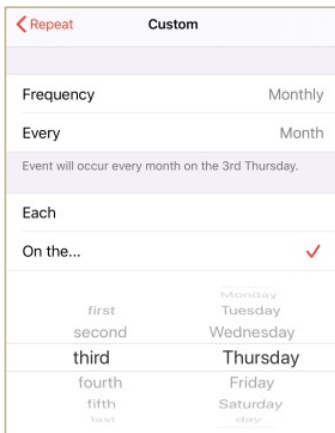 Repeat Custom
Frequency Monthly
Every Month
Event will occur every month on the 3rd Thursday.
Each
On the...
Monday
first Tuesday
second Wednesday
third Thursday
fourth Friday
fifth Saturday
last day